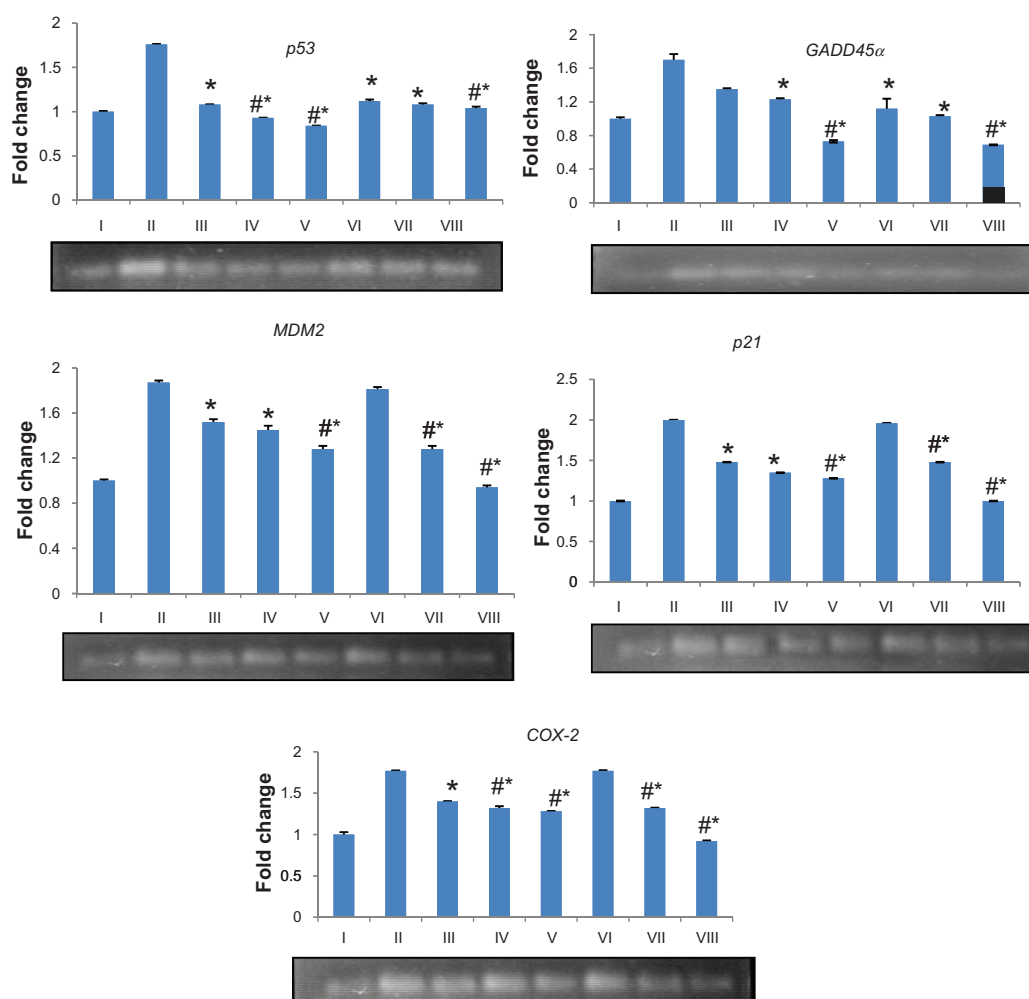 p53
Fold change
2
1.5
1
0.5
0
* #* #* * * #*
I II III IV V VI VII VIII
GADD45α
Fold change
2
1.6
1.2
0.8
0.4
0
* #* * * #*
I II III IV V VI VII VIII
MDM2
Fold change
2
1.6
1.2
0.8
0.4
0
* * #* #* #*
I II III IV V VI VII VIII
p21
Fold change
2.5
2
1.5
1
0.5
0
* * #* #* #*
I II III IV V VI VII VIII
COX-2
Fold change
2
1.5
1
0.5
0
* #* #* #* #*
I II III IV V VI VII VIII